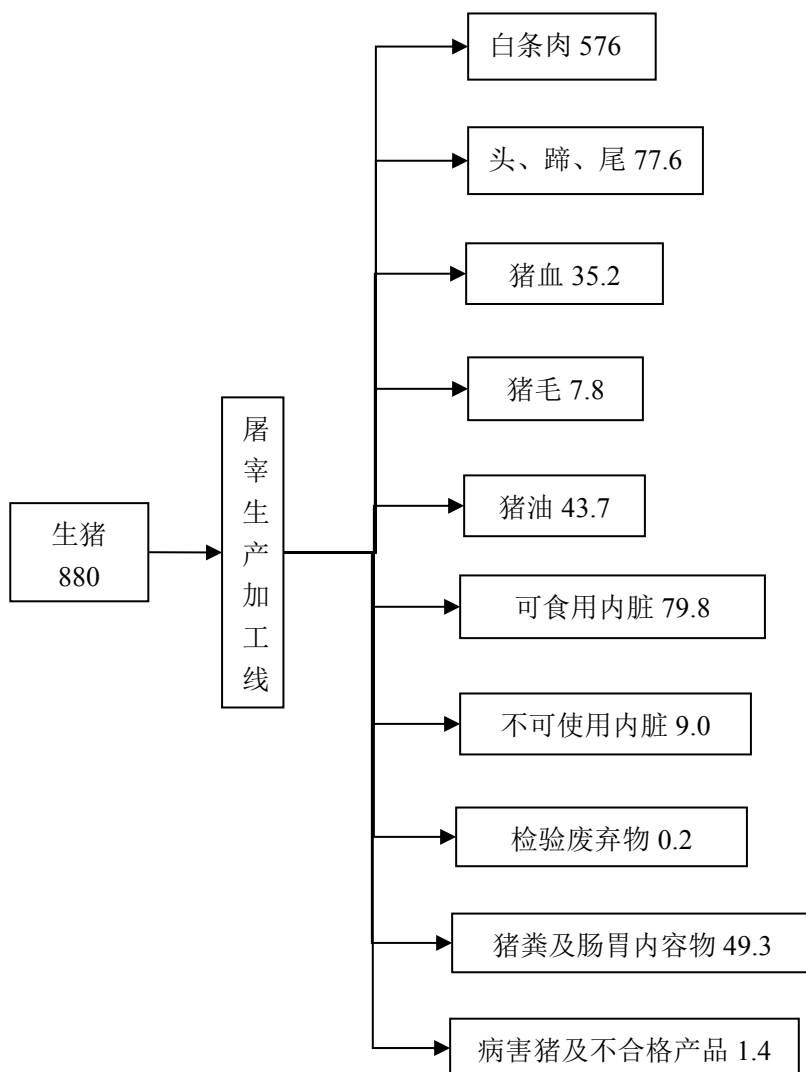 白条肉 576
头、蹄、尾 77.6
猪血 35.2
猪毛 7.8
屠宰生产加工线
生猪
880
猪油 43.7
可食用内脏 79.8
不可使用内脏 9.0
检验废弃物 0.2
猪粪及肠胃内容物 49.3
病害猪及不合格产品 1.4